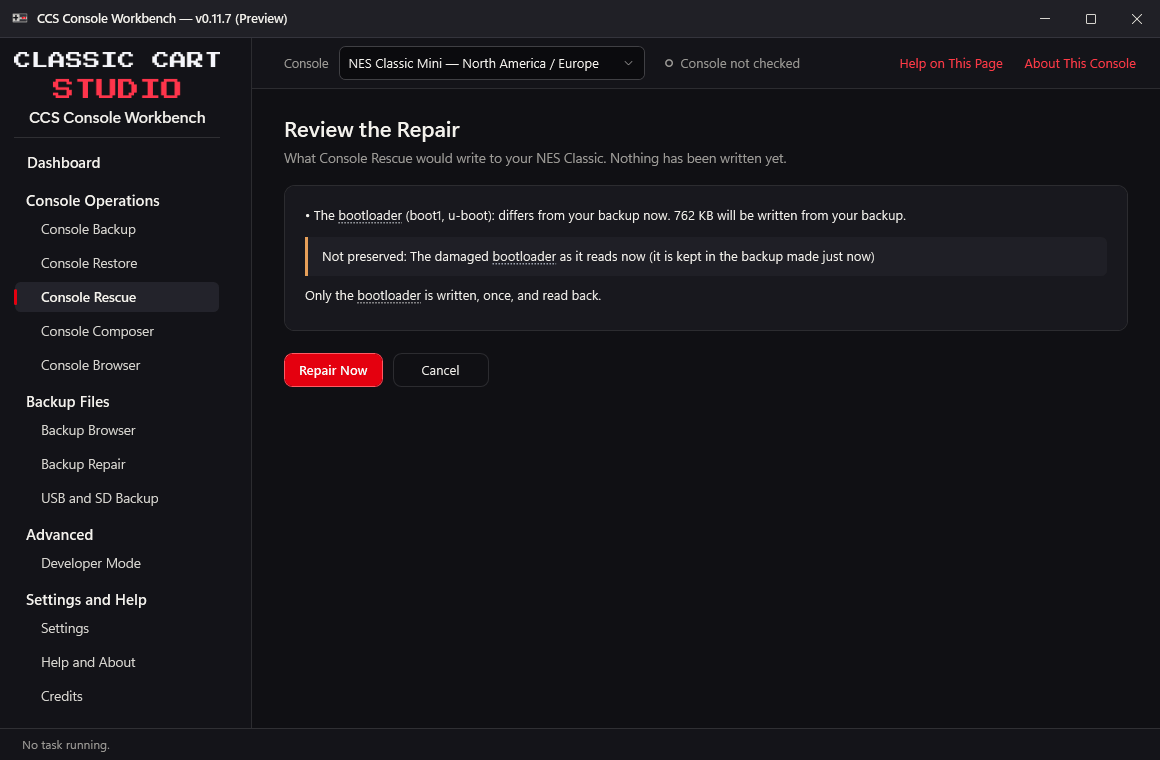 CCS Console Workbench — v0.11.7 (Preview)
CLASSIC CART
STUDIO
CCS Console Workbench
Dashboard
Console Operations
Console Backup
Console Restore
Console Rescue
Console Composer
Console Browser
Backup Files
Backup Browser
Backup Repair
USB and SD Backup
Advanced
Developer Mode
Settings and Help
Settings
Help and About
Credits
Console NES Classic Mini — North America / Europe Console not checked Help on This Page About This Console
Review the Repair
What Console Rescue would write to your NES Classic. Nothing has been written yet.
• The bootloader (boot1, u-boot): differs from your backup now. 762 KB will be written from your backup.
Not preserved: The damaged bootloader as it reads now (it is kept in the backup made just now)
Only the bootloader is written, once, and read back.
Repair Now Cancel
No task running.